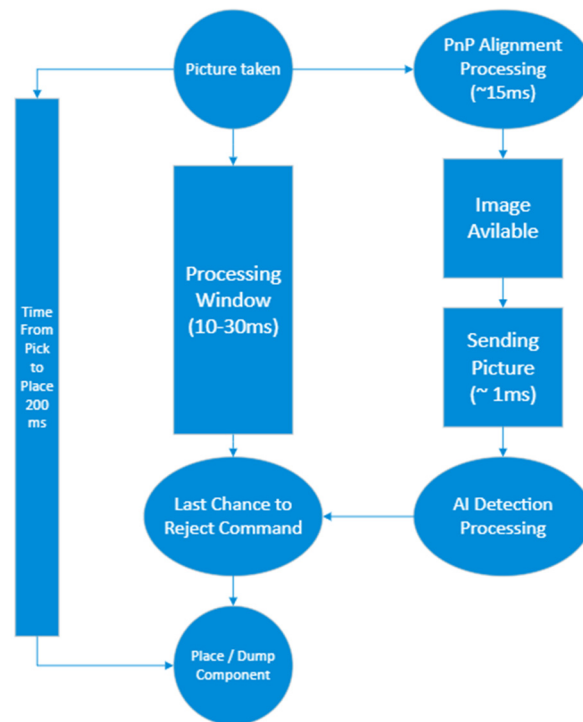 Picture taken
PnP Alignment
Processing
(~15ms)
Image
Avilable
Processing
Window
(10-30ms)
Time
From
Pick
to
Place
200
ms
Sending
Picture
(~ 1ms)
Last Chance to
Reject Command
AI Detection
Processing
Place / Dump
Component